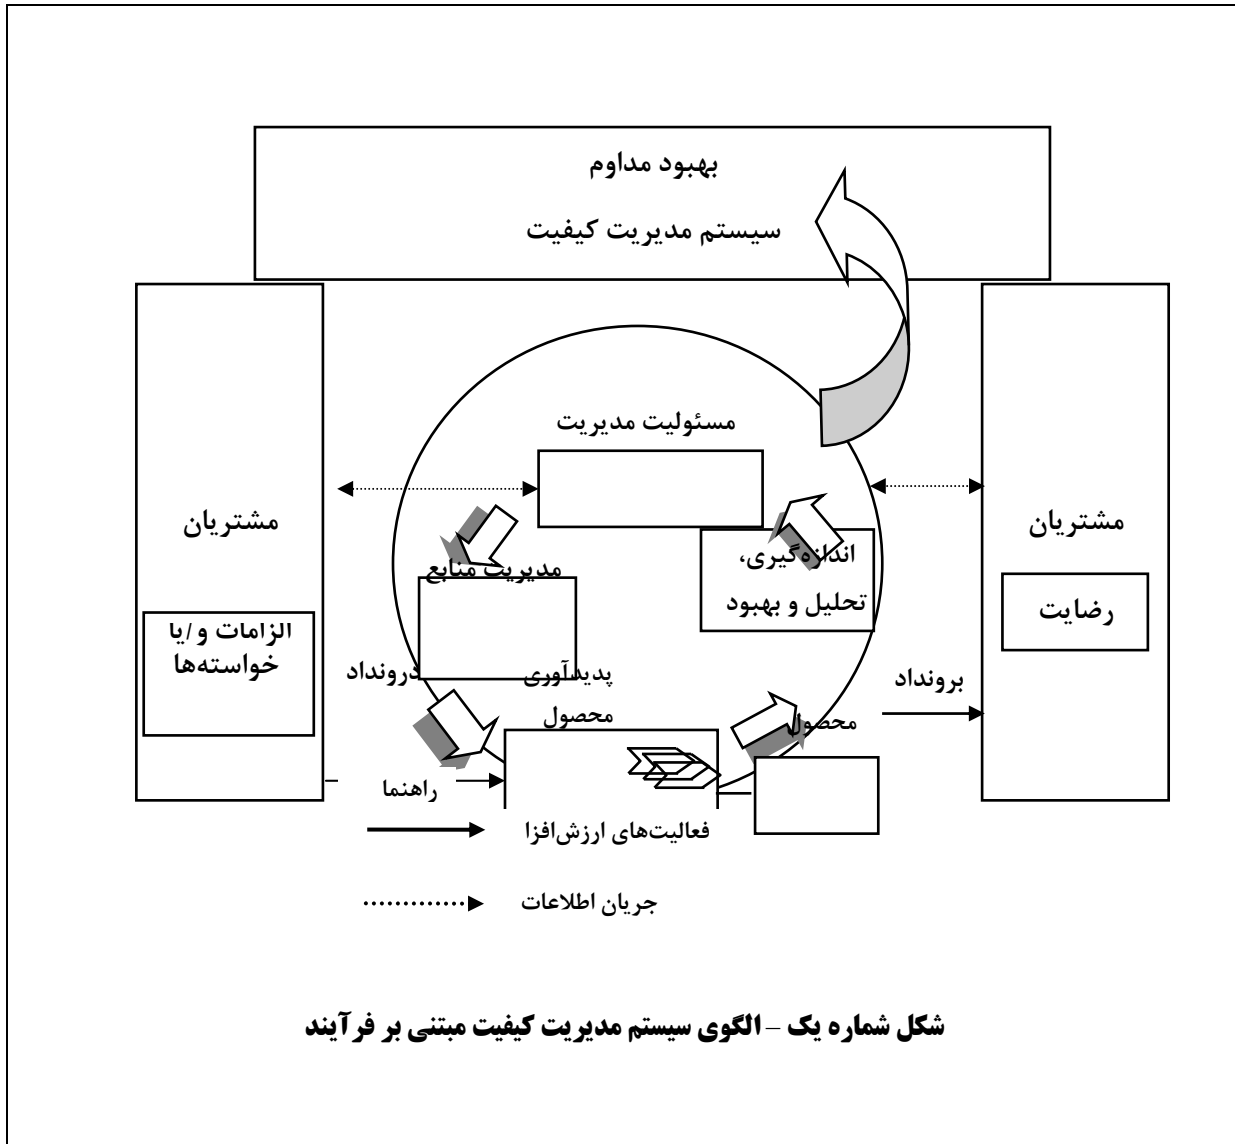 بهبود مداوم
سیستم مدیریت کیفیت
مسئولیت مدیریت
مشتریان
مشتریان
اندازه‌گیری،
تحلیل و بهبود
مدیریت منابع
رضایت
الزامات و /یا
خواسته‌ها
برونداد
درونداد
پدیدآوری
محصول
محصول
راهنما
فعالیت‌های ارزش‌افزا
جریان اطلاعات
شکل شماره یک – الگوی سیستم مدیریت کیفیت مبتنی بر فرآیند